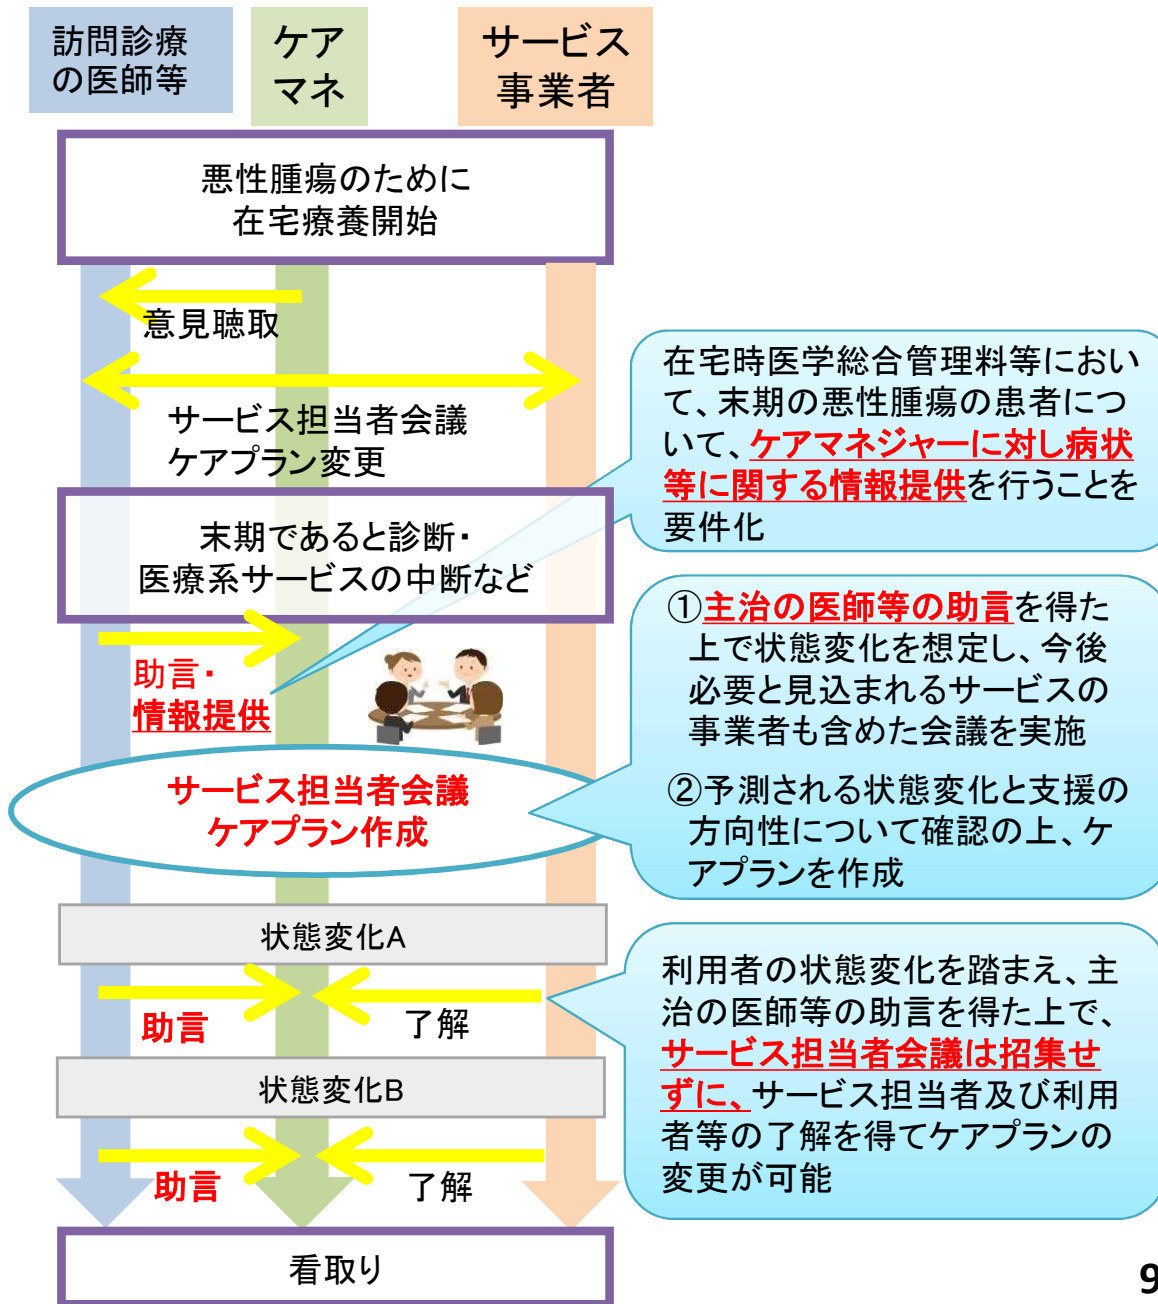 訪問診療
の医師等
ケア
マネ
サービス
事業者
悪性腫瘍のために
在宅療養開始
意見聴取
サービス担当者会議
ケアプラン変更
在宅時医学総合管理料等におい
て、末期の悪性腫瘍の患者につ
いて、ケアマネジャーに対し病状
等に関する情報提供を行うことを
要件化
末期であると診断・
医療系サービスの中断など
助言・
情報提供
①主治の医師等の助言を得た
上で状態変化を想定し、今後
必要と見込まれるサービスの
事業者も含めた会議を実施
②予測される状態変化と支援の
方向性について確認の上、ケ
アプランを作成
サービス担当者会議
ケアプラン作成
状態変化A
助言
了解
利用者の状態変化を踏まえ、主
治の医師等の助言を得た上で、
サービス担当者会議は招集せ
ずに、サービス担当者及び利用
者等の了解を得てケアプランの
変更が可能
状態変化B
助言
了解
看取り
9